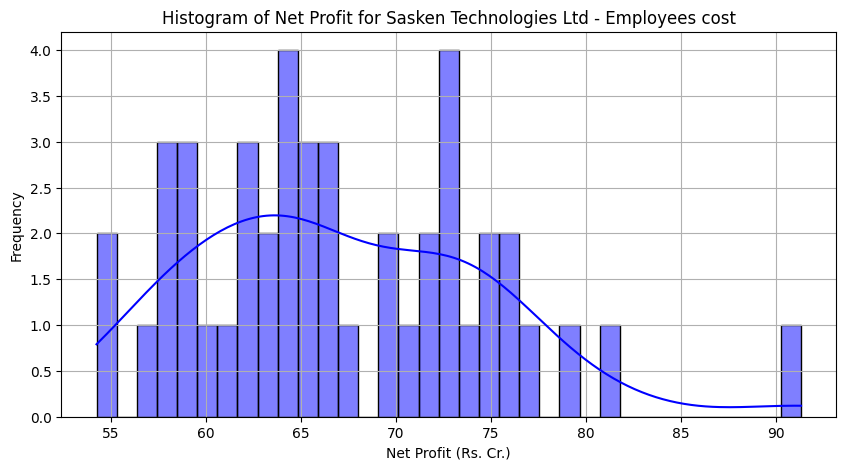 Histogram of Net Profit for Sasken Technologies Ltd - Employees cost
4.0
3.5
3.0
2.5
2.0
1.5
1.0
0.5
0.0
Frequency
55 60 65 70 75 80 85 90
Net Profit (Rs. Cr.)